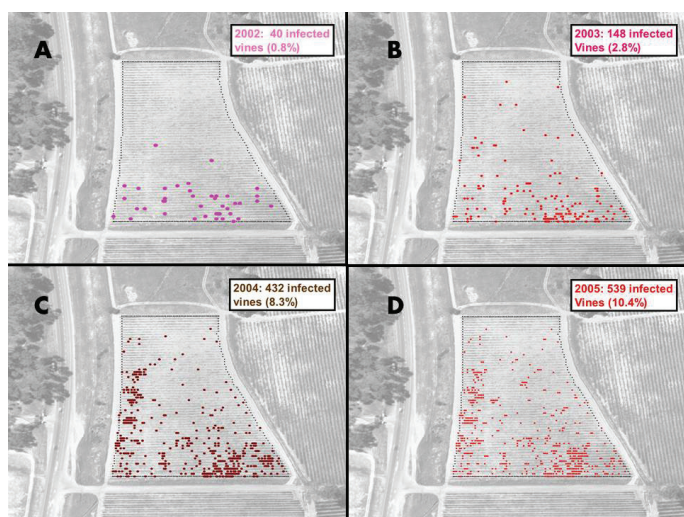 A
2002: 40 infected
vines (0.8%)
B
2003: 148 infected
Vines (2.8%)
C
2004: 432 infected
vines (8.3%)
D
2005: 539 infected
Vines (10.4%)